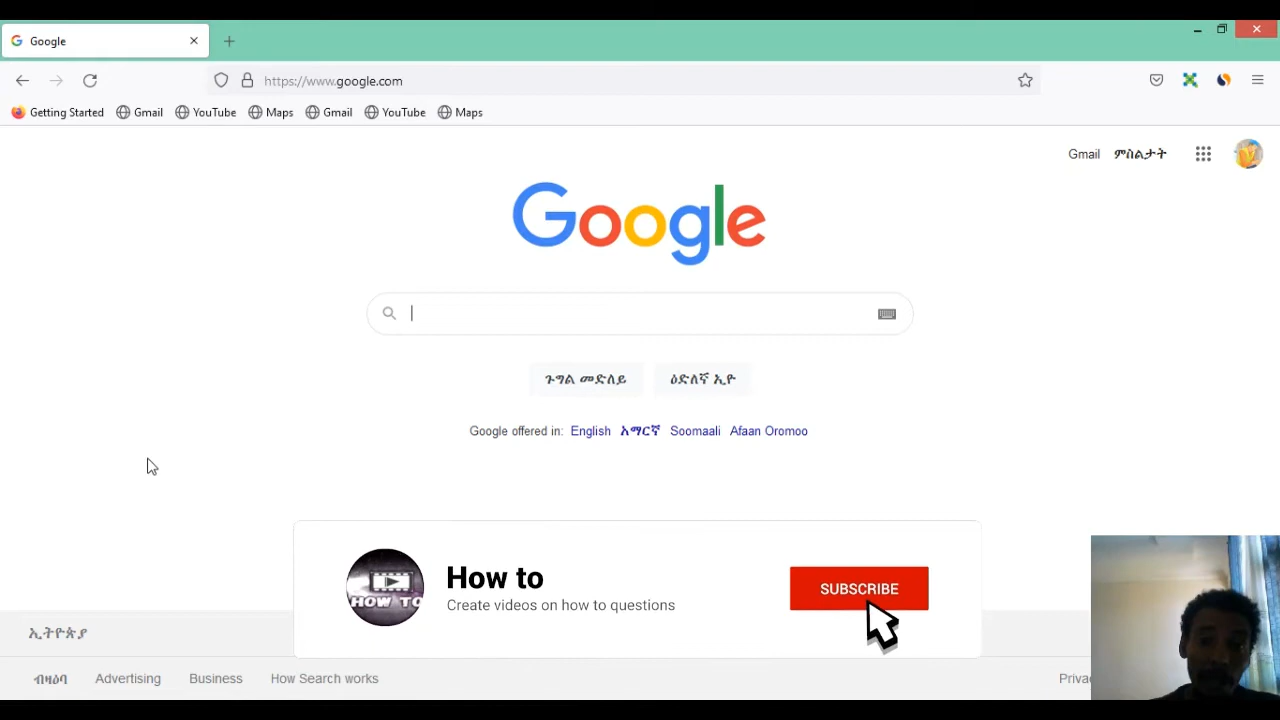 Google
https://www.google.com
Getting Started Gmail YouTube Maps Gmail YouTube Maps
Gmail ምስልታት
Google
ጉግል መድለይ ዕድለኛ ኢዮ
Google offered in: English አማርኛ Soomaali Afaan Oromoo
How to
Create videos on how to questions
SUBSCRIBE
HOW TO
ኢትዮጵያ
ብዛዕባ Advertising Business How Search works